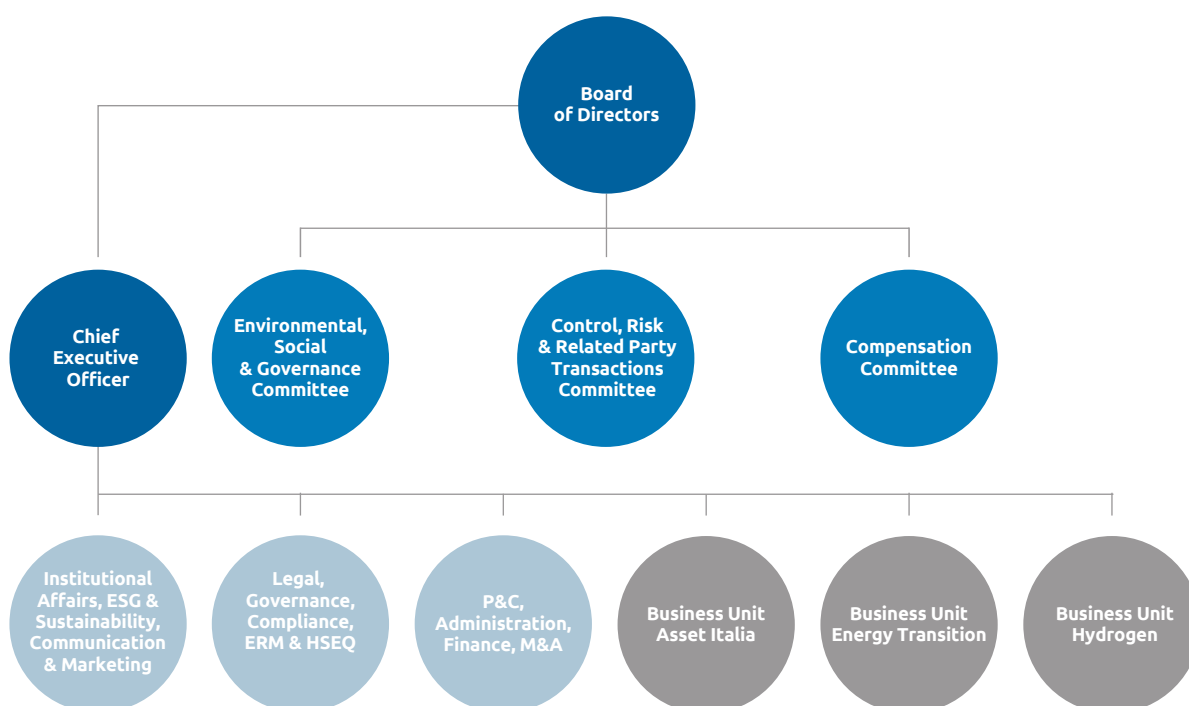 Board
of Directors
Chief
Executive
Officer
Environmental,
Social
& Governance
Committee
Control, Risk
& Related Party
Transactions
Committee
Compensation
Committee
Institutional
Affairs, ESG &
Sustainability,
Communication
& Marketing
Legal,
Governance,
Compliance,
ERM & HSEQ
P&C,
Administration,
Finance, M&A
Business Unit
Asset Italia
Business Unit
Energy Transition
Business Unit
Hydrogen